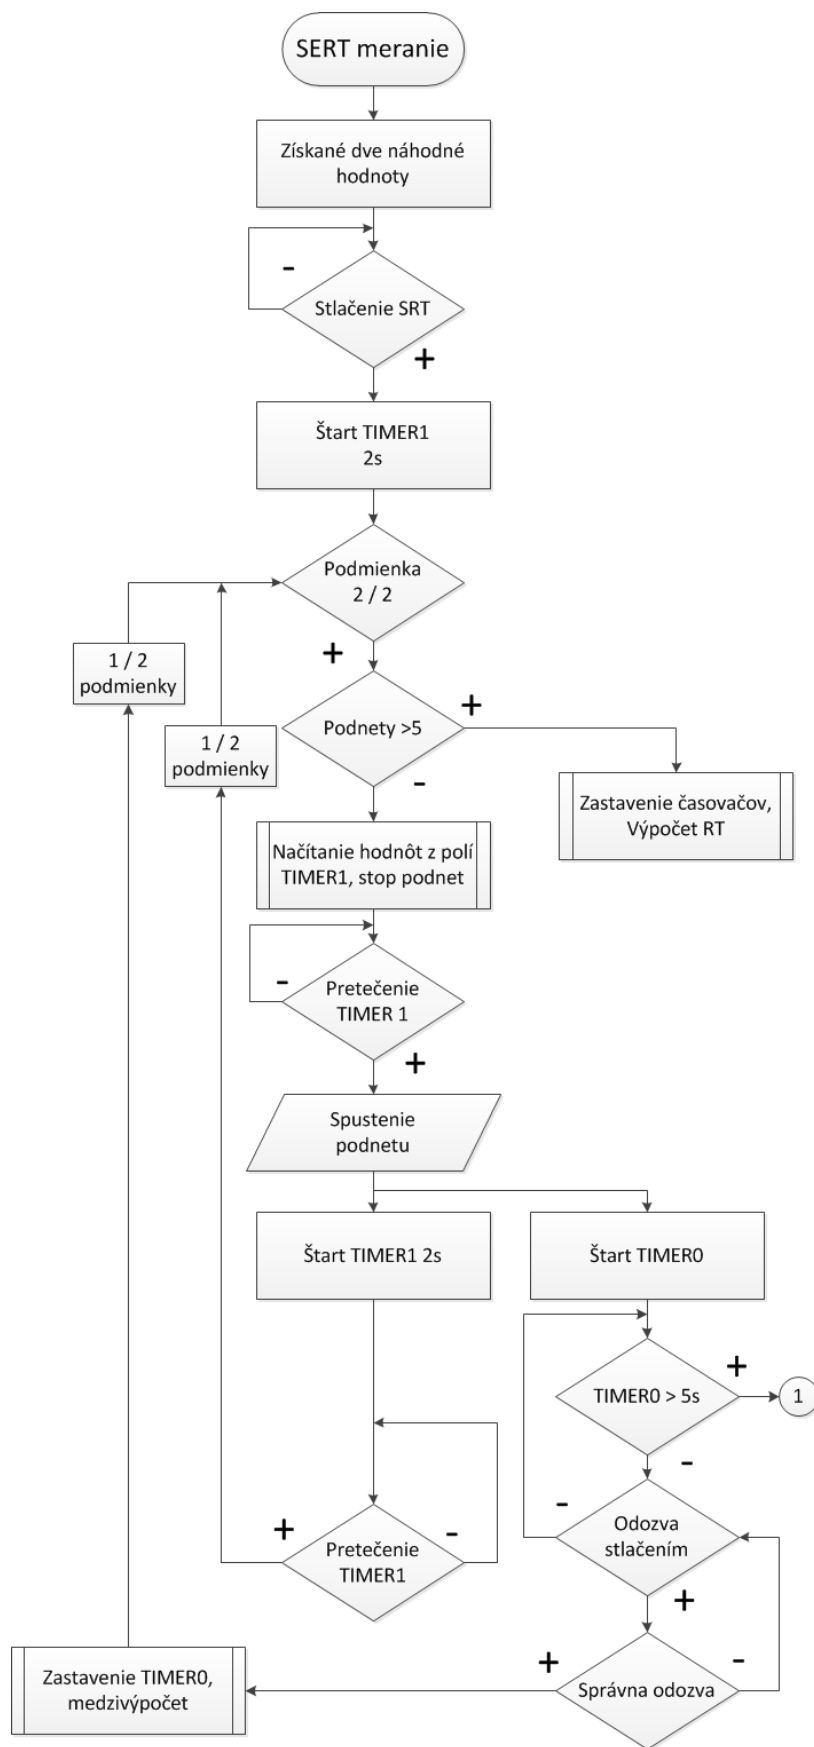 SERT meranie
Získané dve náhodné
hodnoty
-
Stlačenie SRT
+
Štart TIMER1
2s
Podmienka
2 / 2
+
1 / 2
podmienky
Podnety >5
+
1 / 2
podmienky
-
Zastavenie časovačov,
Výpočet RT
Načítanie hodnôt z polí
TIMER1, stop podnet
-
Pretečenie
TIMER 1
+
Spustenie
podnetu
Štart TIMER1 2s
Štart TIMER0
+
TIMER0 > 5s
1
-
-
Odozva
stlačením
+
+
-
Pretečenie
TIMER1
+
-
Správna odozva
Zastavenie TIMER0,
medzivýpočet